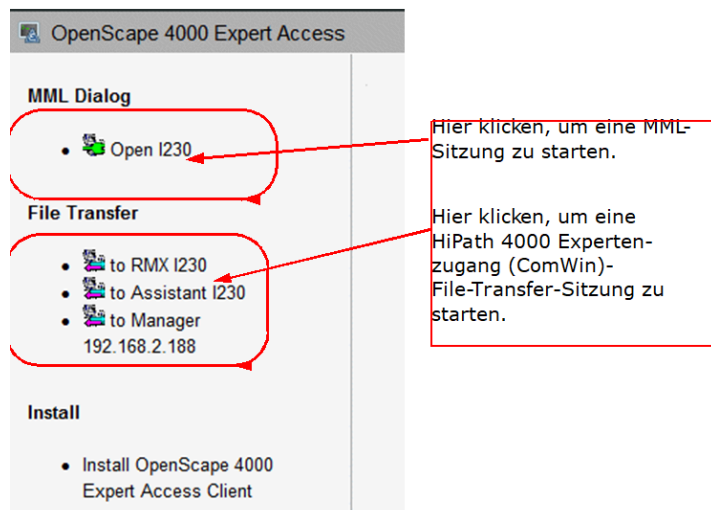 OpenScape 4000 Expert Access
MML Dialog
Open I230
File Transfer
to RMX I230
to Assistant I230
to Manager
192.168.2.188
Install
Install OpenScape 4000
Expert Access Client
Hier klicken, um eine MML-
Sitzung zu starten.
Hier klicken, um eine
HiPath 4000 Experten-
zugang (ComWin)-
File-Transfer-Sitzung zu
starten.